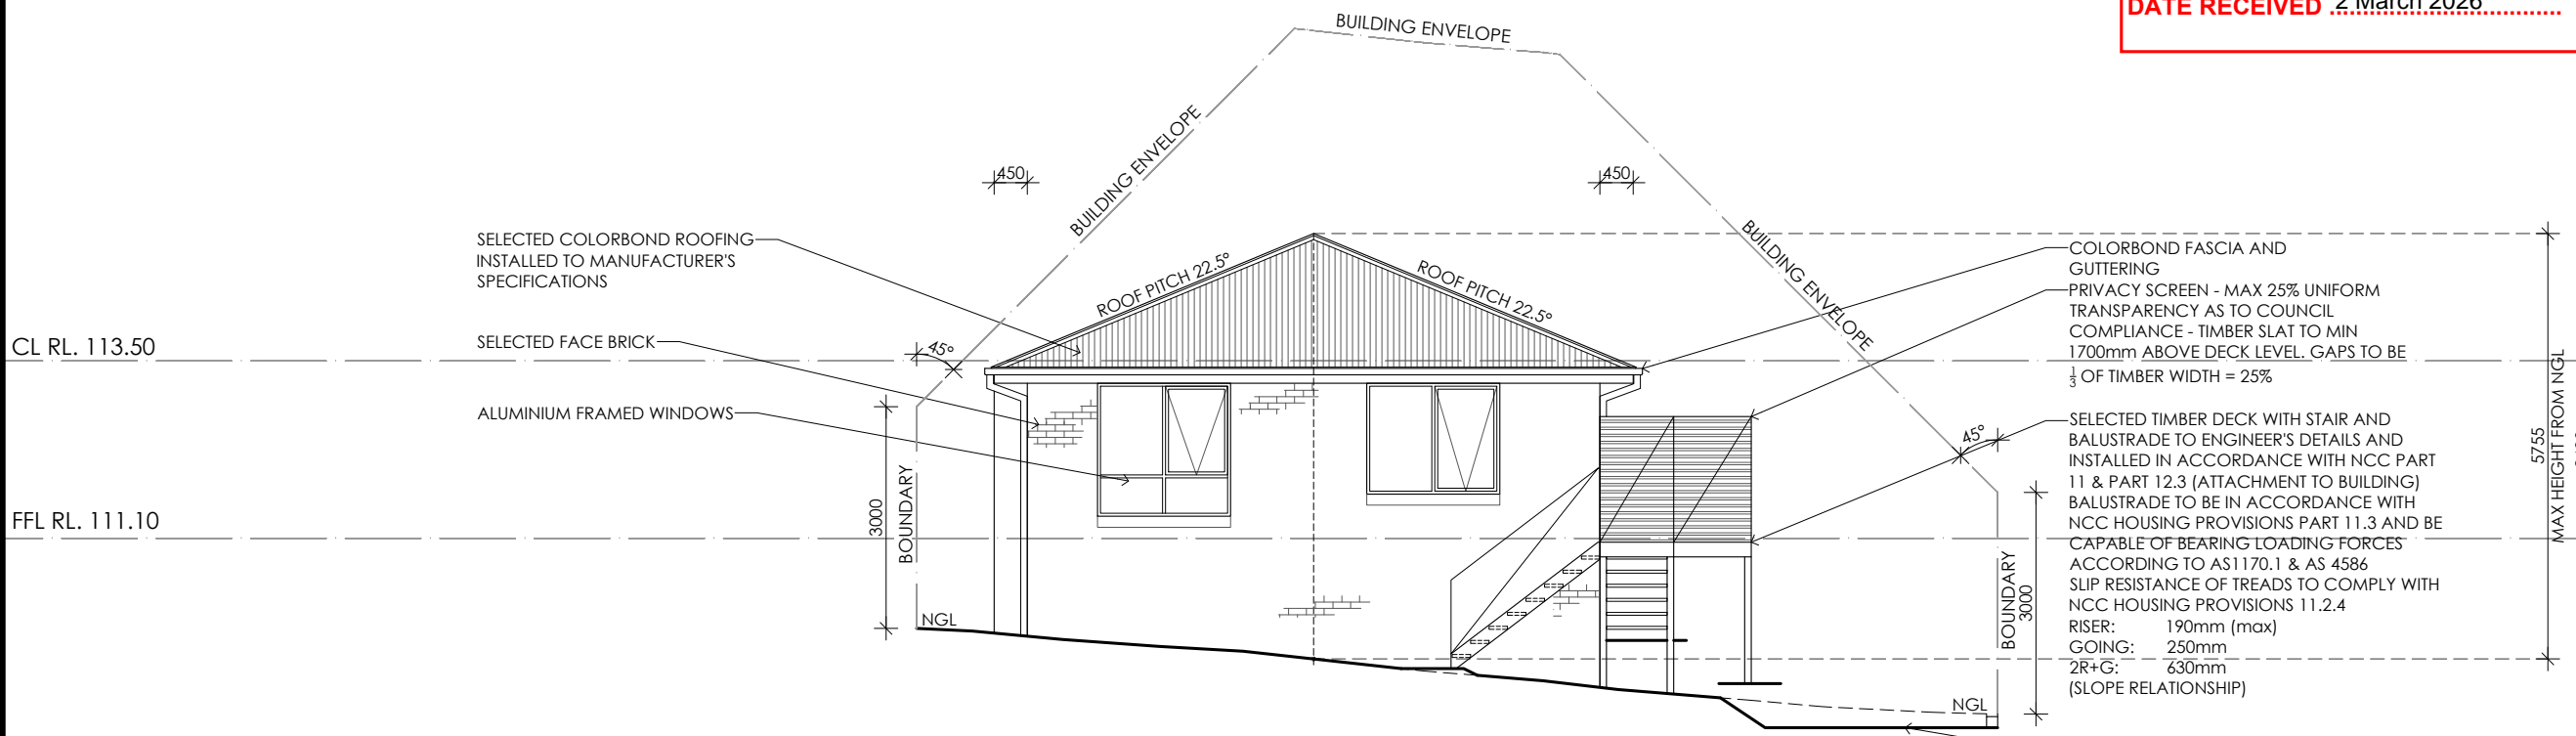 DATE RECEIVED 2 March 2026
BUILDING ENVELOPE
BUILDING ENVELOPE
BUILDING ENVELOPE
450
450
SELECTED COLORBOND ROOFING
INSTALLED TO MANUFACTURER'S
SPECIFICATIONS
SELECTED FACE BRICK
ALUMINIUM FRAMED WINDOWS
ROOF PITCH 22.5°
ROOF PITCH 22.5°
CL RL. 113.50
FFL RL. 111.10
45°
45°
3000
BOUNDARY
NGL
BOUNDARY
3000
NGL
COLORBOND FASCIA AND
GUTTERING
PRIVACY SCREEN - MAX 25% UNIFORM
TRANSPARENCY AS TO COUNCIL
COMPLIANCE - TIMBER SLAT TO MIN
1700mm ABOVE DECK LEVEL. GAPS TO BE
1/3 OF TIMBER WIDTH = 25%
SELECTED TIMBER DECK WITH STAIR AND
BALUSTRADE TO ENGINEER'S DETAILS AND
INSTALLED IN ACCORDANCE WITH NCC PART
11 & PART 12.3 (ATTACHMENT TO BUILDING)
BALUSTRADE TO BE IN ACCORDANCE WITH
NCC HOUSING PROVISIONS PART 11.3 AND BE
CAPABLE OF BEARING LOADING FORCES
ACCORDING TO AS1170.1 & AS 4586
SLIP RESISTANCE OF TREADS TO COMPLY WITH
NCC HOUSING PROVISIONS 11.2.4
RISER: 190mm (max)
GOING: 250mm
2R+G: 630mm
(SLOPE RELATIONSHIP)
5755
MAX HEIGHT FROM NGL